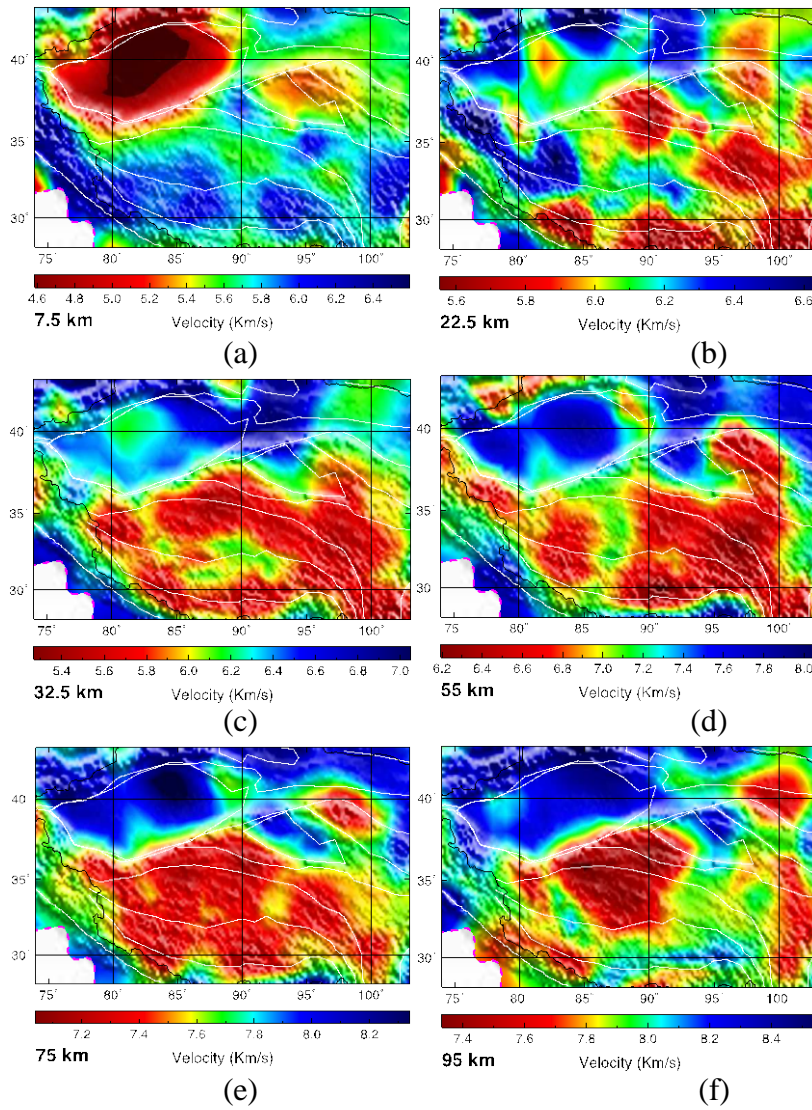 40°
35°
30°
75° 80° 85° 90° 95° 100°
4.6 4.8 5.0 5.2 5.4 5.6 5.8 6.0 6.2 6.4
7.5 km Velocity (Km/s)
(a)
40°
35°
30°
75° 80° 85° 90° 95° 100°
5.6 5.8 6.0 6.2 6.4 6.6
22.5 km Velocity (Km/s)
(b)
40°
35°
30°
75° 80° 85° 90° 95° 100°
5.4 5.6 5.8 6.0 6.2 6.4 6.6 6.8 7.0
32.5 km Velocity (Km/s)
(c)
40°
35°
30°
75° 80° 85° 90° 95° 100°
6.2 6.4 6.6 6.8 7.0 7.2 7.4 7.6 7.8 8.0
55 km Velocity (Km/s)
(d)
40°
35°
30°
75° 80° 85° 90° 95° 100°
7.2 7.4 7.6 7.8 8.0 8.2
75 km Velocity (Km/s)
(e)
40°
35°
30°
75° 80° 85° 90° 95° 100°
7.4 7.6 7.8 8.0 8.2 8.4
95 km Velocity (Km/s)
(f)